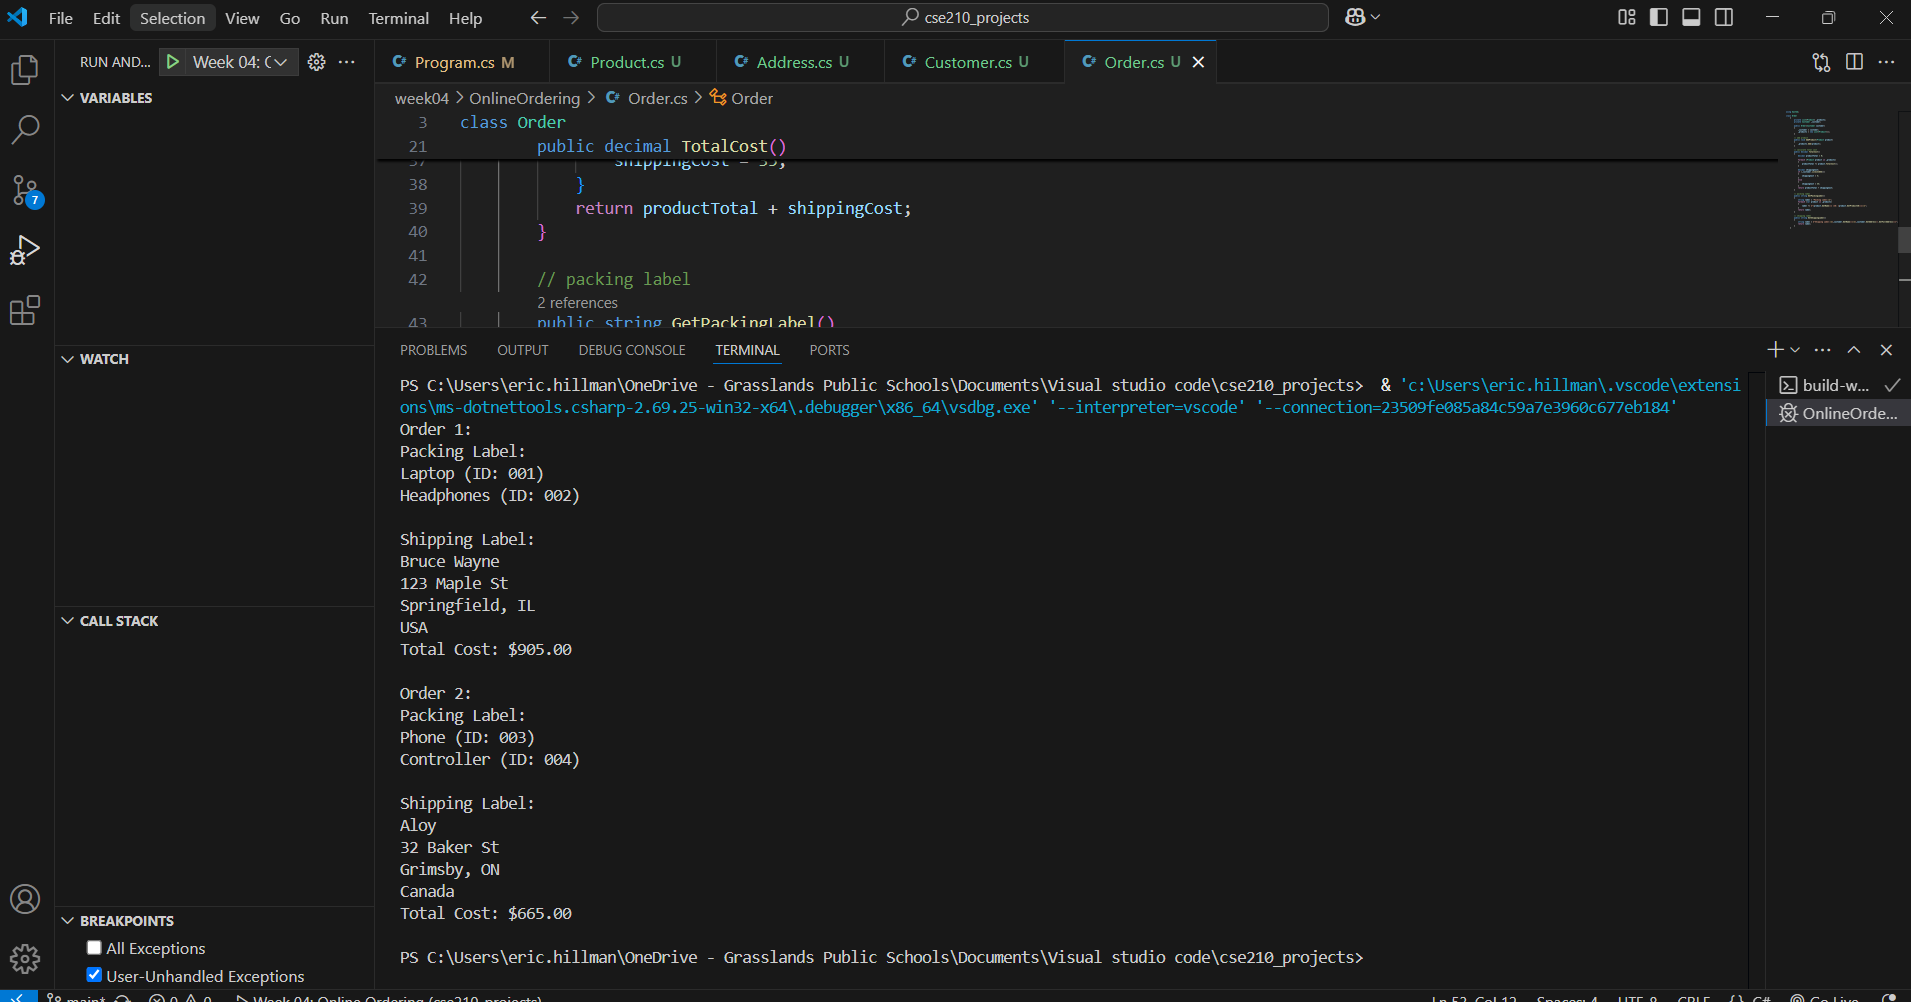 File Edit Selection View Go Run Terminal Help
cse210_projects
RUN AND... Week 04: C
Program.cs M
Product.cs U
Address.cs U
Customer.cs U
Order.cs U
week04 > OnlineOrdering > Order.cs > Order
VARIABLES
3 class Order
21 public decimal TotalCost()
37 shippingCost = 35;
38 }
39 return productTotal + shippingCost;
40 }
41
42 // packing label
2 references
43 public string GetPackingLabel()
PROBLEMS OUTPUT DEBUG CONSOLE TERMINAL PORTS
WATCH
PS C:\Users\eric.hillman\OneDrive - Grasslands Public Schools\Documents\Visual studio code\cse210_projects> & 'c:\Users\eric.hillman\.vscode\extensi
ons\ms-dotnettools.csharp-2.69.25-win32-x64\.debugger\x86_64\vsdbg.exe' '--interpreter=vscode' '--connection=23509fe085a84c59a7e3960c677eb184'
build-w...
OnlineOrde...
Order 1:
Packing Label:
Laptop (ID: 001)
Headphones (ID: 002)
Shipping Label:
Bruce Wayne
123 Maple St
Springfield, IL
USA
Total Cost: $905.00
CALL STACK
Order 2:
Packing Label:
Phone (ID: 003)
Controller (ID: 004)
Shipping Label:
Aloy
32 Baker St
Grimsby, ON
Canada
Total Cost: $665.00
PS C:\Users\eric.hillman\OneDrive - Grasslands Public Schools\Documents\Visual studio code\cse210_projects>
BREAKPOINTS
All Exceptions
User-Unhandled Exceptions
7
main* 0 0 Week 04: Online Ordering (cse210_projects) Ln 53, Col 12 Spaces: 4 UTF-8 CRLF {} C# Go Live